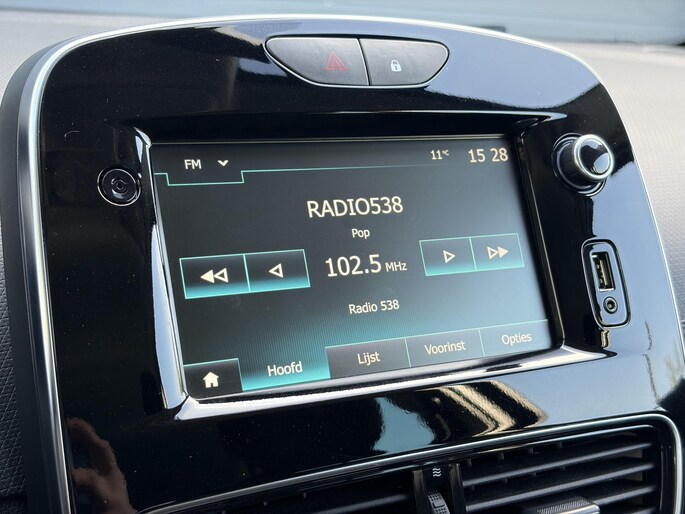 FM
11°C
15 28
RADIO538
Pop
102.5 MHz
Radio 538
Hoofd
Lijst
Voorinst
Opties